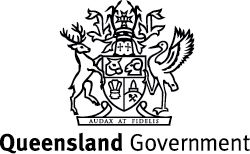 AUDAX AT FIDELIS
Queensland Government